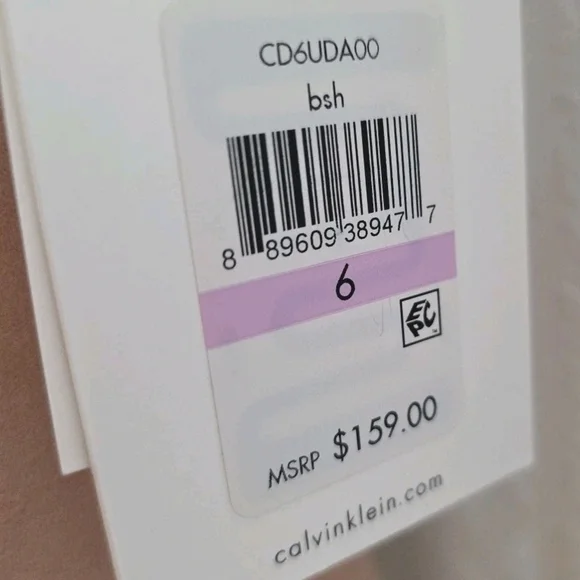 CD6UDA00
bsh
8 89609 38947 7
6
EPC
MSRP $159.00
calvinklein.com